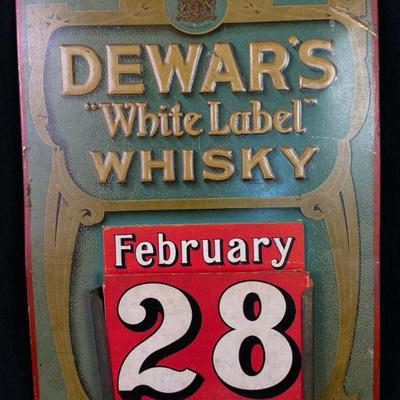 DEWAR'S
"White Label"
WHISKY
February
28